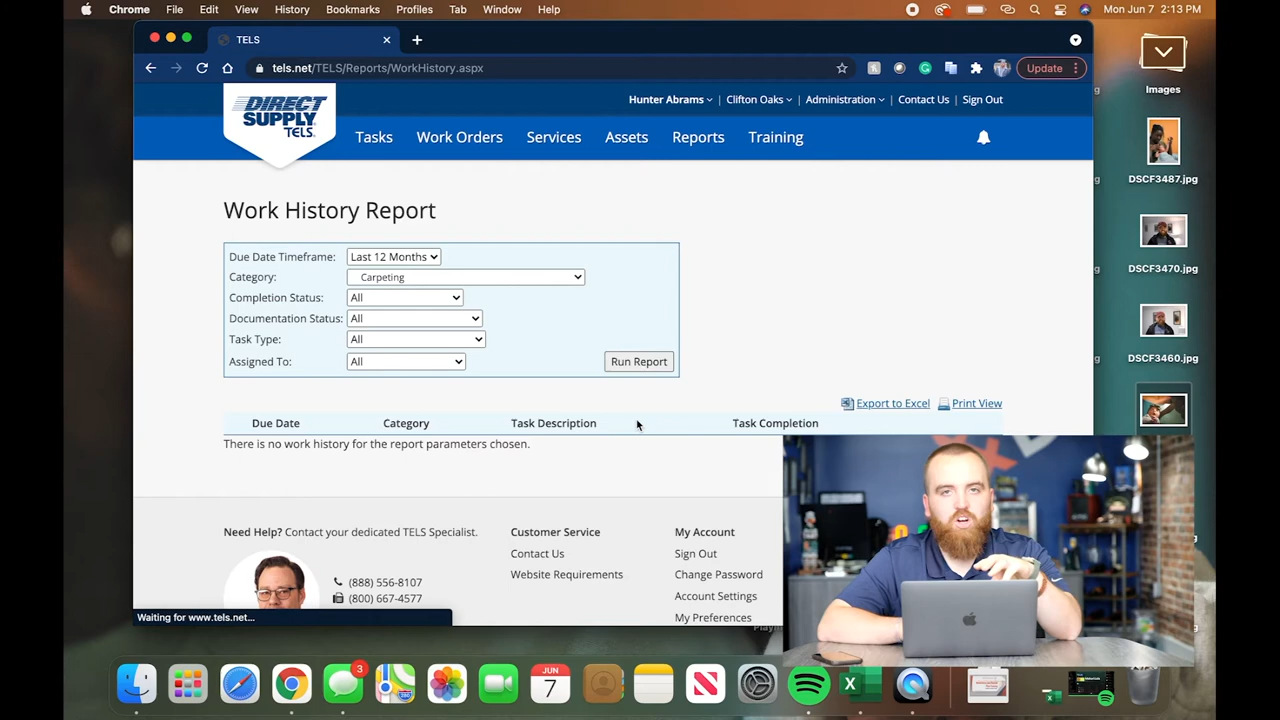 Chrome File Edit View History Bookmarks Profiles Tab Window Help Mon Jun 7 2:13 PM
TELS
tels.net/TELS/Reports/WorkHistory.aspx Update
Hunter Abrams | Clifton Oaks | Administration | Contact Us | Sign Out
DIRECT
SUPPLY
TELS
Tasks Work Orders Services Assets Reports Training
Work History Report
Due Date Timeframe: Last 12 Months
Category: Carpeting
Completion Status: All
Documentation Status: All
Task Type: All
Assigned To: All Run Report
Export to Excel Print View
Due Date Category Task Description Task Completion
There is no work history for the report parameters chosen.
Need Help? Contact your dedicated TELS Specialist.
(888) 556-8107
(800) 667-4577
Customer Service
Contact Us
Website Requirements
My Account
Sign Out
Change Password
Account Settings
My Preferences
Waiting for www.tels.net...
Images
DSCF3487.jpg
DSCF3470.jpg
DSCF3460.jpg
3
JUN
7